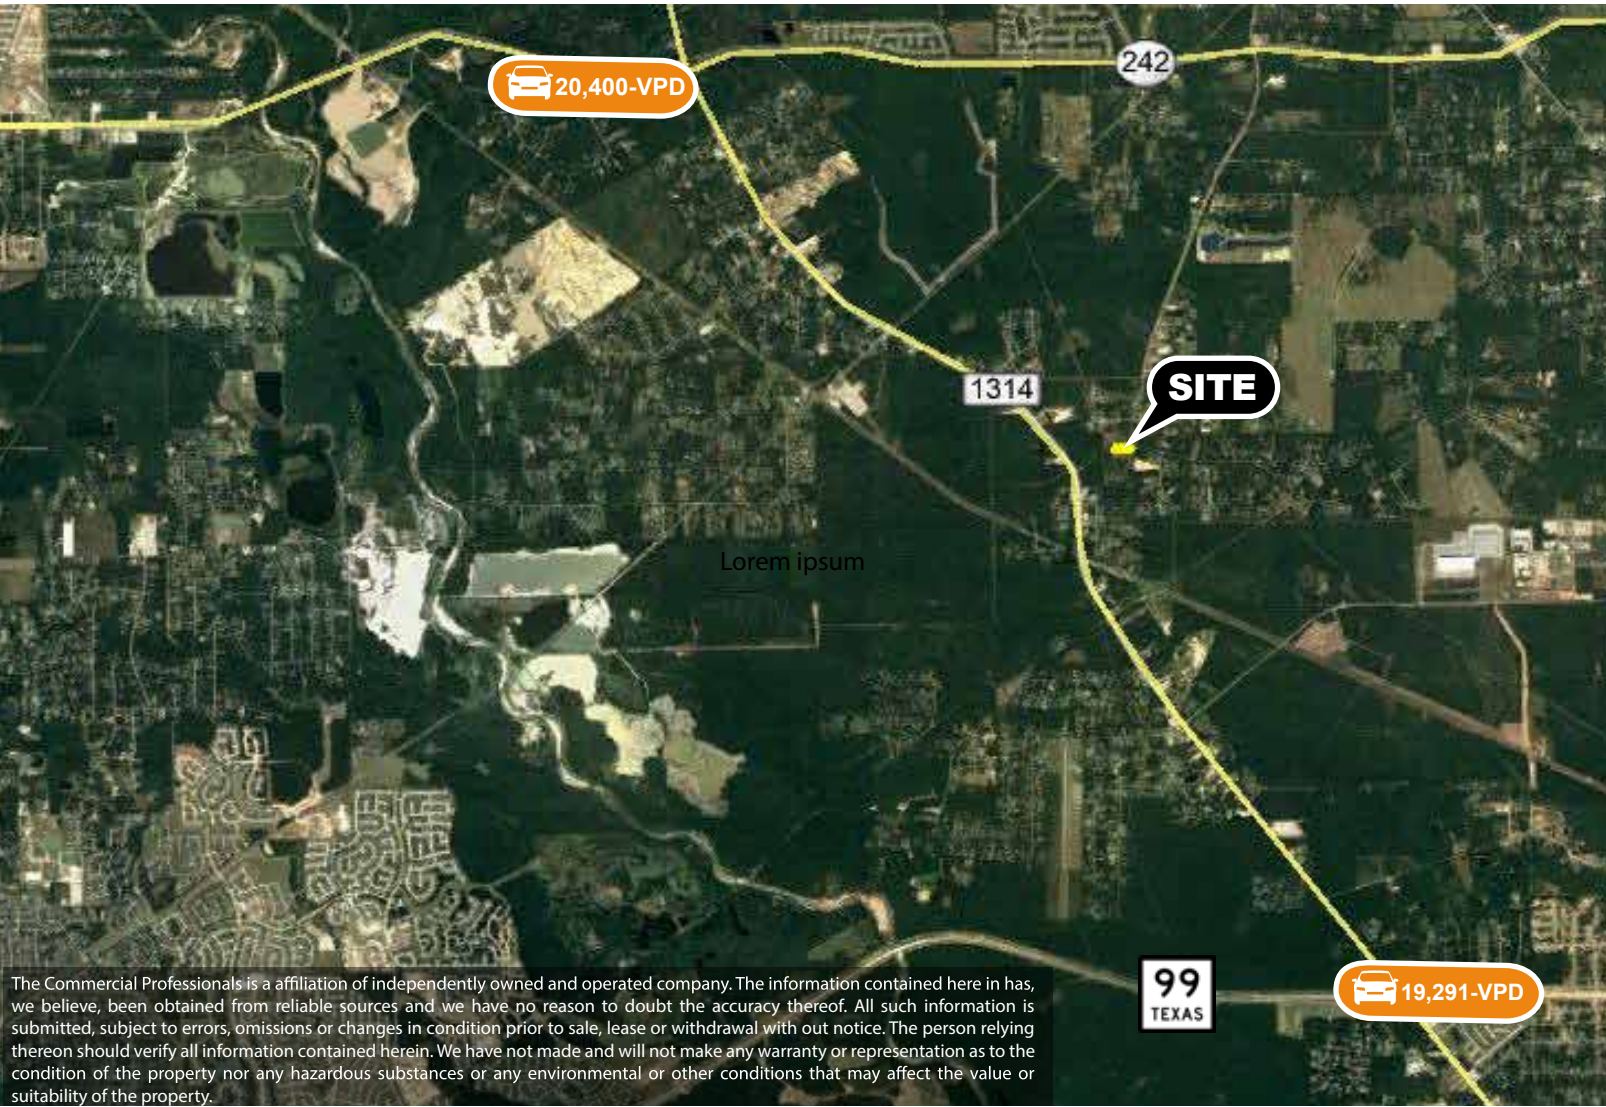 242
20,400-VPD
1314
SITE
Lorem ipsum
99
TEXAS
19,291-VPD
The Commercial Professionals is a affiliation of independently owned and operated company. The information contained here in has,
we believe, been obtained from reliable sources and we have no reason to doubt the accuracy thereof. All such information is
submitted, subject to errors, omissions or changes in condition prior to sale, lease or withdrawal with out notice. The person relying
thereon should verify all information contained herein. We have not made and will not make any warranty or representation as to the
condition of the property nor any hazardous substances or any environmental or other conditions that may affect the value or
suitability of the property.